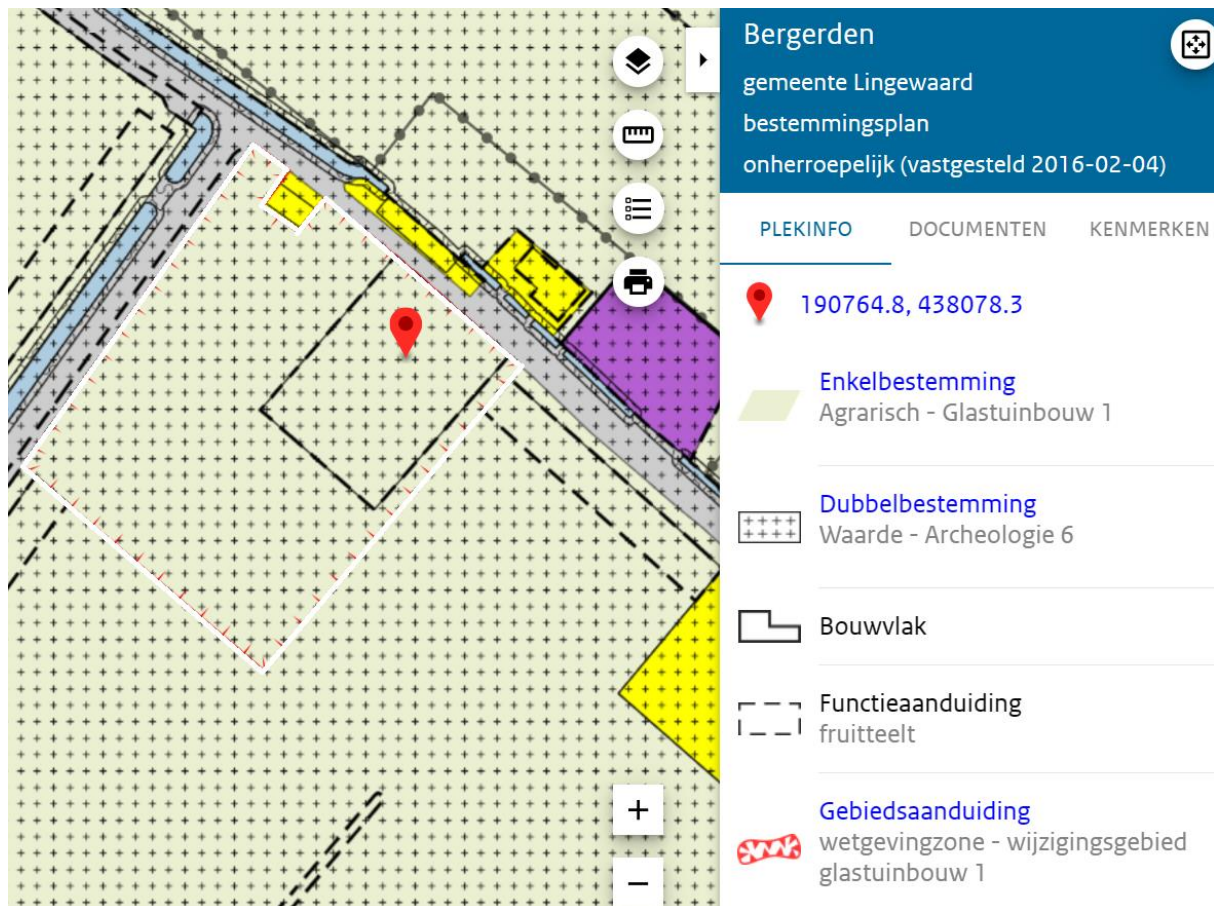 Bergerden
gemeente Lingewaard
bestemmingsplan
onherroepelijk (vastgesteld 2016-02-04)
PLEKINFO DOCUMENTEN KENMERKEN
190764.8, 438078.3
Enkelbestemming
Agrarisch - Glastuinbouw 1
Dubbelbestemming
Waarde - Archeologie 6
Bouwvlak
Functieaanduiding
fruitteelt
Gebiedsaanduiding
wetgevingzone - wijzigingsgebied
glastuinbouw 1